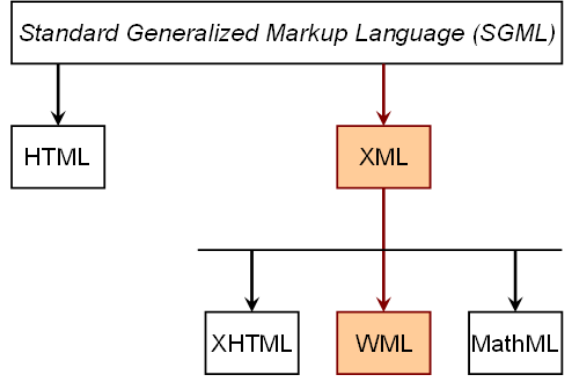 Standard Generalized Markup Language (SGML)
HTML
XML
XHTML
WML
MathML